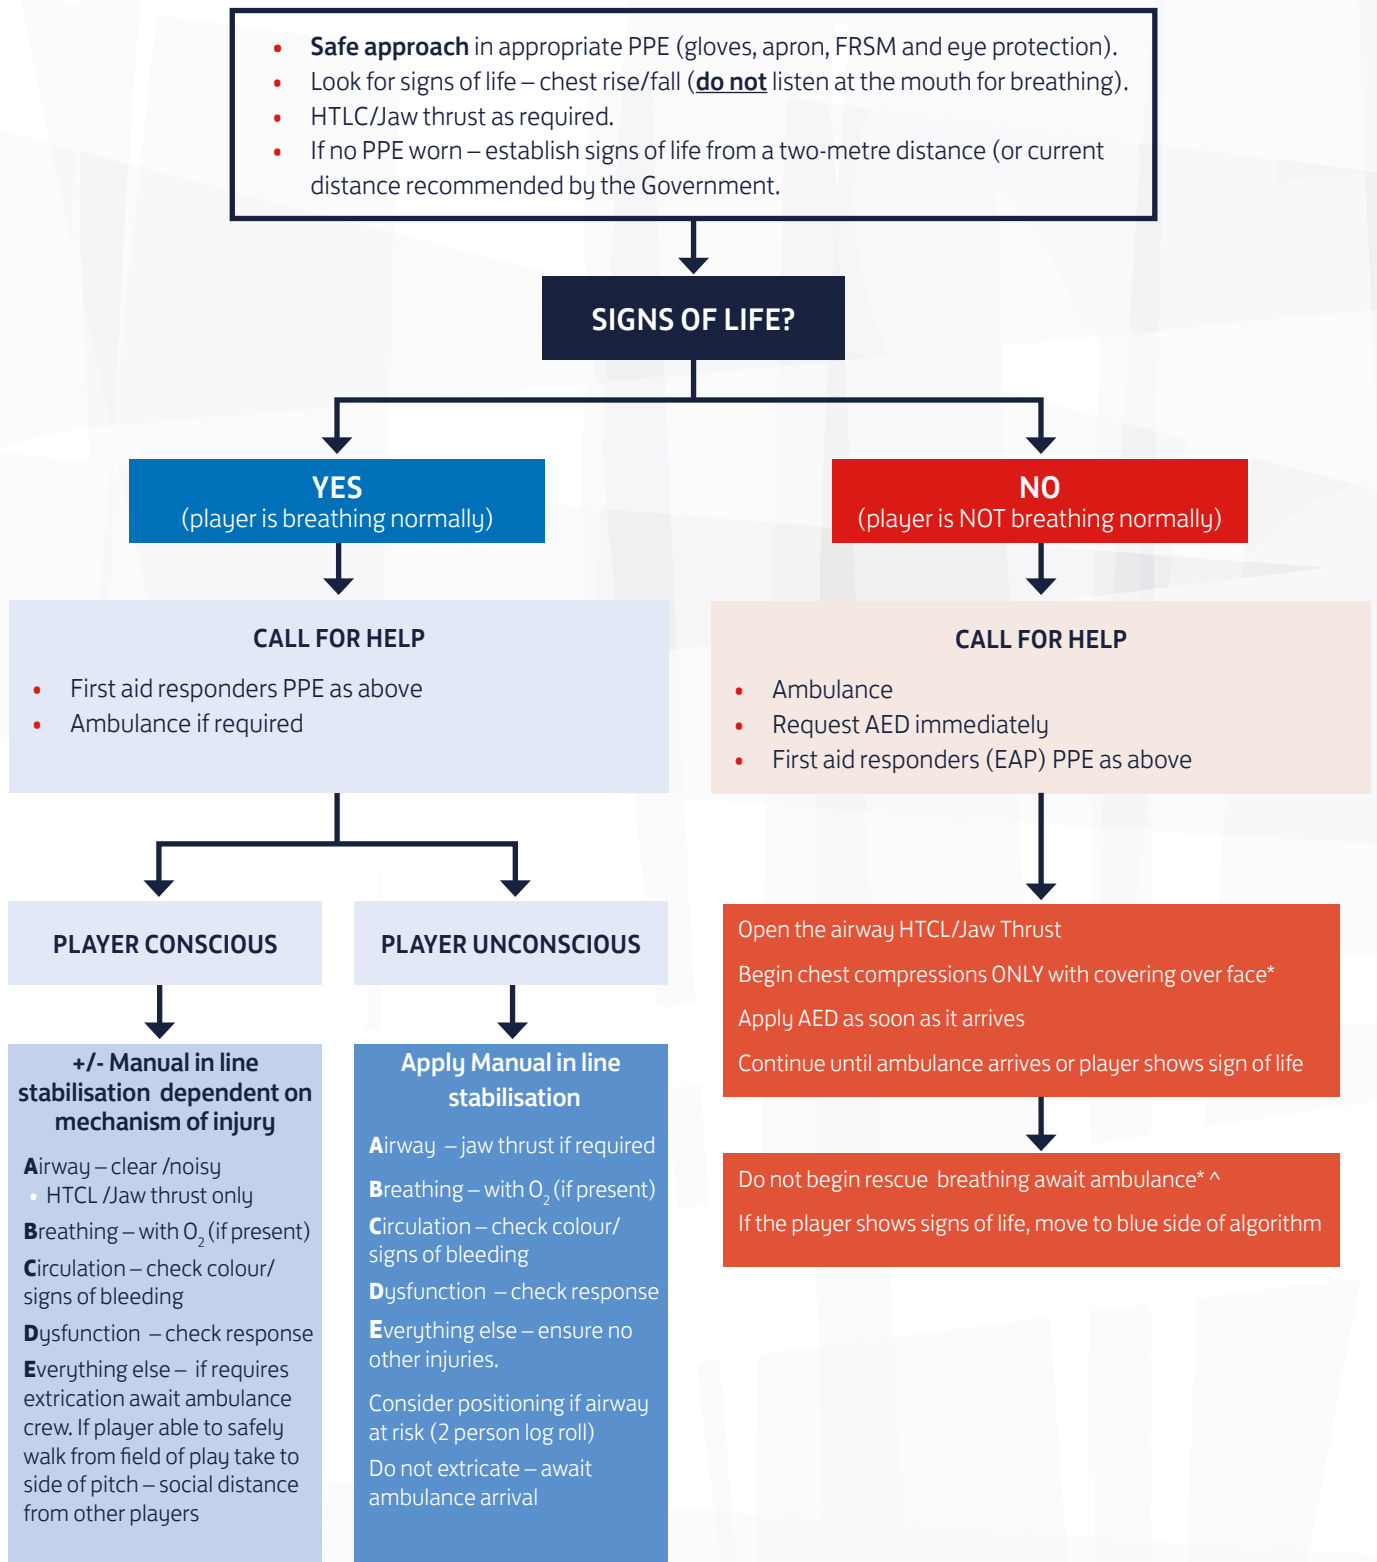 • Safe approach in appropriate PPE (gloves, apron, FRSM and eye protection).
• Look for signs of life – chest rise/fall (do not listen at the mouth for breathing).
• HTLC/Jaw thrust as required.
• If no PPE worn – establish signs of life from a two-metre distance (or current
distance recommended by the Government.
SIGNS OF LIFE?
YES
(player is breathing normally)
CALL FOR HELP
• First aid responders PPE as above
• Ambulance if required
PLAYER CONSCIOUS
+/- Manual in line
stabilisation dependent on
mechanism of injury
Airway – clear /noisy
• HTCL /Jaw thrust only
Breathing – with O₂ (if present)
Circulation – check colour/
signs of bleeding
Dysfunction – check response
Everything else – if requires
extrication await ambulance
crew. If player able to safely
walk from field of play take to
side of pitch – social distance
from other players
PLAYER UNCONSCIOUS
Apply Manual in line
stabilisation
Airway – jaw thrust if required
Breathing – with O₂ (if present)
Circulation – check colour/
signs of bleeding
Dysfunction – check response
Everything else – ensure no
other injuries.
Consider positioning if airway
at risk (2 person log roll)
Do not extricate – await
ambulance arrival
NO
(player is NOT breathing normally)
CALL FOR HELP
• Ambulance
• Request AED immediately
• First aid responders (EAP) PPE as above
Open the airway HTCL/Jaw Thrust
Begin chest compressions ONLY with covering over face*
Apply AED as soon as it arrives
Continue until ambulance arrives or player shows sign of life
Do not begin rescue breathing await ambulance* ^
If the player shows signs of life, move to blue side of algorithm